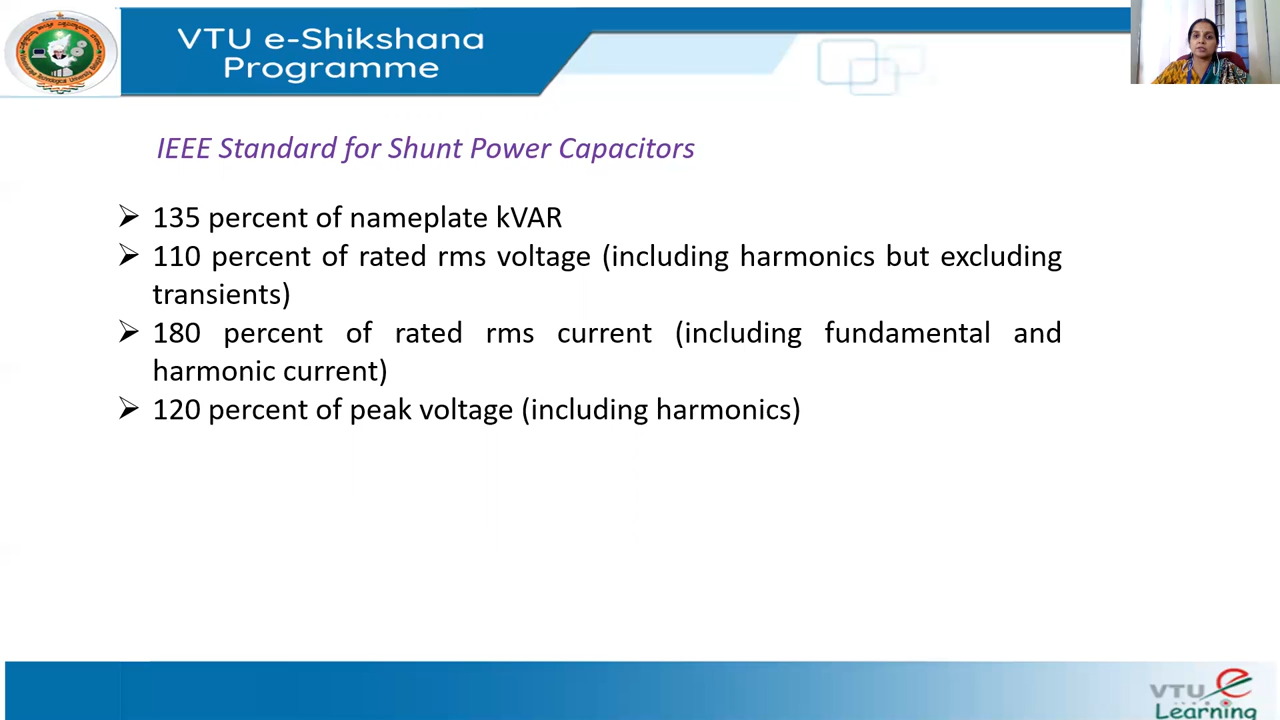 VTU e-Shikshana
Programme
IEEE Standard for Shunt Power Capacitors
➢ 135 percent of nameplate kVAR
➢ 110 percent of rated rms voltage (including harmonics but excluding
transients)
➢ 180 percent of rated rms current (including fundamental and
harmonic current)
➢ 120 percent of peak voltage (including harmonics)
VTU e
Learning